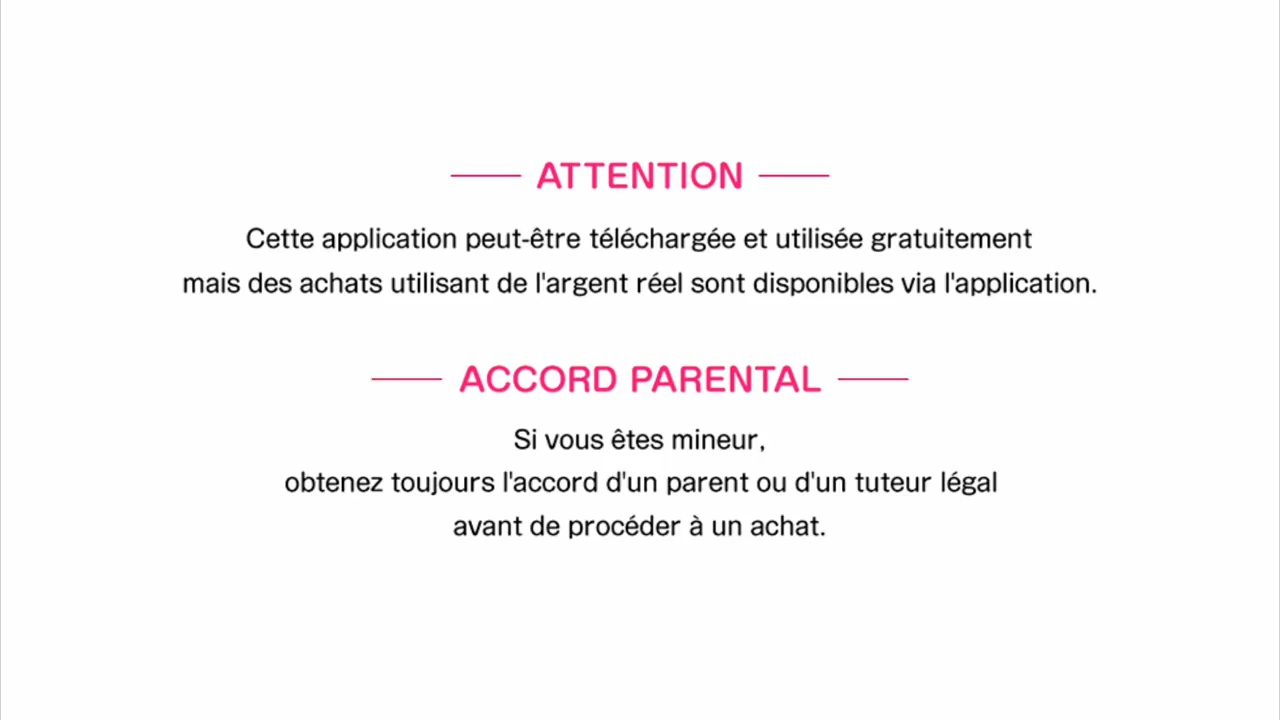 ATTENTION
Cette application peut-être téléchargée et utilisée gratuitement
mais des achats utilisant de l'argent réel sont disponibles via l'application.
ACCORD PARENTAL
Si vous êtes mineur,
obtenez toujours l'accord d'un parent ou d'un tuteur légal
avant de procéder à un achat.